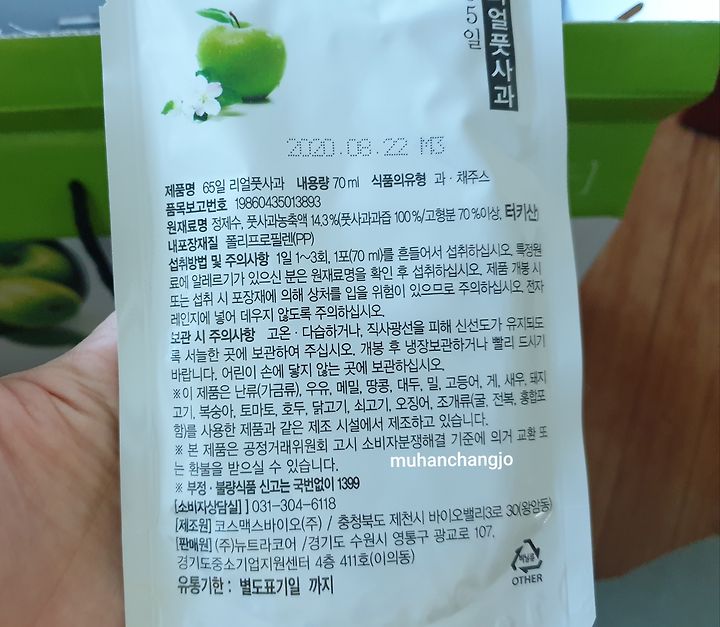 65일
리얼풋사과
2020.08.22 M3
제품명 65일 리얼풋사과 내용량 70 ml 식품의유형 과·채주스
품목보고번호 19860435013893
원재료명 정제수, 풋사과농축액 14.3%(풋사과과즙 100%/고형분 70%이상, 터키산)
내포장재질 폴리프로필렌(PP)
섭취방법 및 주의사항 1일 1~3회, 1포(70 ml)를 흔들어서 섭취하십시오. 특정원
료에 알레르기가 있으신 분은 원재료명을 확인 후 섭취하십시오. 제품 개봉 시
또는 섭취 시 포장재에 의해 상처를 입을 위험이 있으므로 주의하십시오. 전자
레인지에 넣어 데우지 않도록 주의하십시오.
보관 시 주의사항 고온·다습하거나, 직사광선을 피해 신선도가 유지되도
록 서늘한 곳에 보관하여 주십시오. 개봉 후 냉장보관하거나 빨리 드시기
바랍니다. 어린이 손에 닿지 않는 곳에 보관하십시오.
※이 제품은 난류(가금류), 우유, 메밀, 땅콩, 대두, 밀, 고등어, 게, 새우, 돼지
고기, 복숭아, 토마토, 호두, 닭고기, 쇠고기, 오징어, 조개류(굴, 전복, 홍합포
함)를 사용한 제품과 같은 제조 시설에서 제조하고 있습니다.
※ 본 제품은 공정거래위원회 고시 소비자분쟁해결 기준에 의거 교환 또
는 환불을 받으실 수 있습니다.
muhanchangjo
※ 부정·불량식품 신고는 국번없이 1399
[소비자상담실] 031-304-6118
[제조원] 코스맥스바이오(주) / 충청북도 제천시 바이오밸리3로 30(왕암동)
[판매원] (주)뉴트라코어 /경기도 수원시 영통구 광교로 107,
경기도중소기업지원센터 4층 411호(이의동)
유통기한 : 별도표기일 까지
비닐류
OTHER